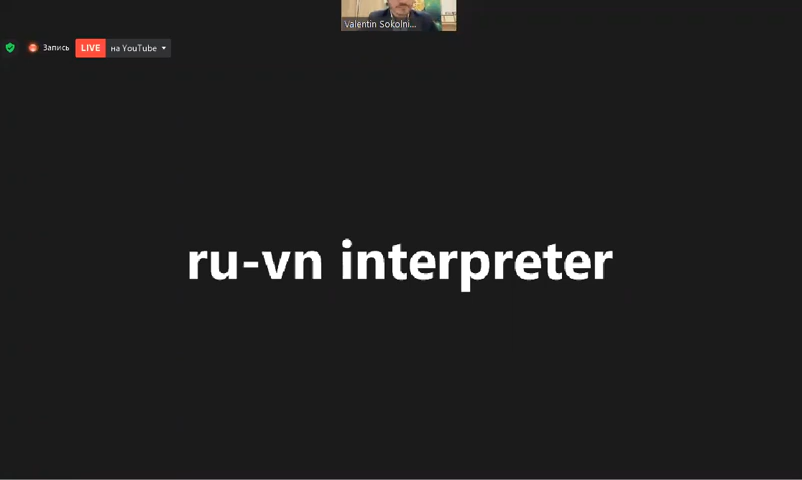 Valentin Sokolni...
Запись
LIVE
на YouTube
ru-vn interpreter